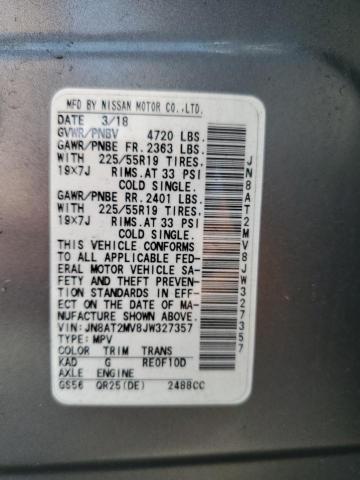 MFD BY NISSAN MOTOR CO.,LTD.
DATE 3/18
GVWR/PNBV 4720 LBS.
GAWR/PNBE FR. 2363 LBS.
WITH 225/55R19 TIRES.
19×7J RIMS. AT 33 PSI
COLD SINGLE.
GAWR/PNBE RR. 2401 LBS.
WITH 225/55R19 TIRES.
19×7J RIMS. AT 33 PSI
COLD SINGLE.
THIS VEHICLE CONFORMS
TO ALL APPLICABLE FED-
ERAL MOTOR VEHICLE SA-
FETY AND THEFT PREVEN-
TION STANDARDS IN EFF-
ECT ON THE DATE OF MA-
NUFACTURE SHOWN ABOVE.
VIN: JN8AT2MV8JW327357
TYPE: MPV
COLOR TRIM TRANS
KAD G RE0F10D
AXLE ENGINE
GS56 QR25(DE) 2488CC
JN8AT2MV8JW327357